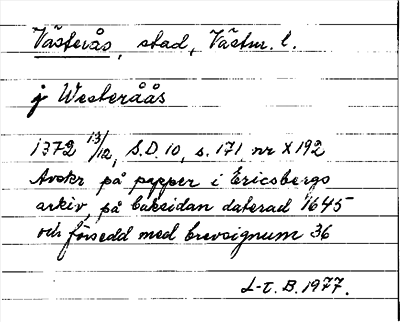 Västerås, stad, Västm. l.
j Westeråås
1372 13/12, S.D. 10, s. 171 nr X 192
Avskr på papper i Ericsbergs
arkiv, på baksidan daterad 1645
och försedd med brevsignum 36
L-t. B. 1977.